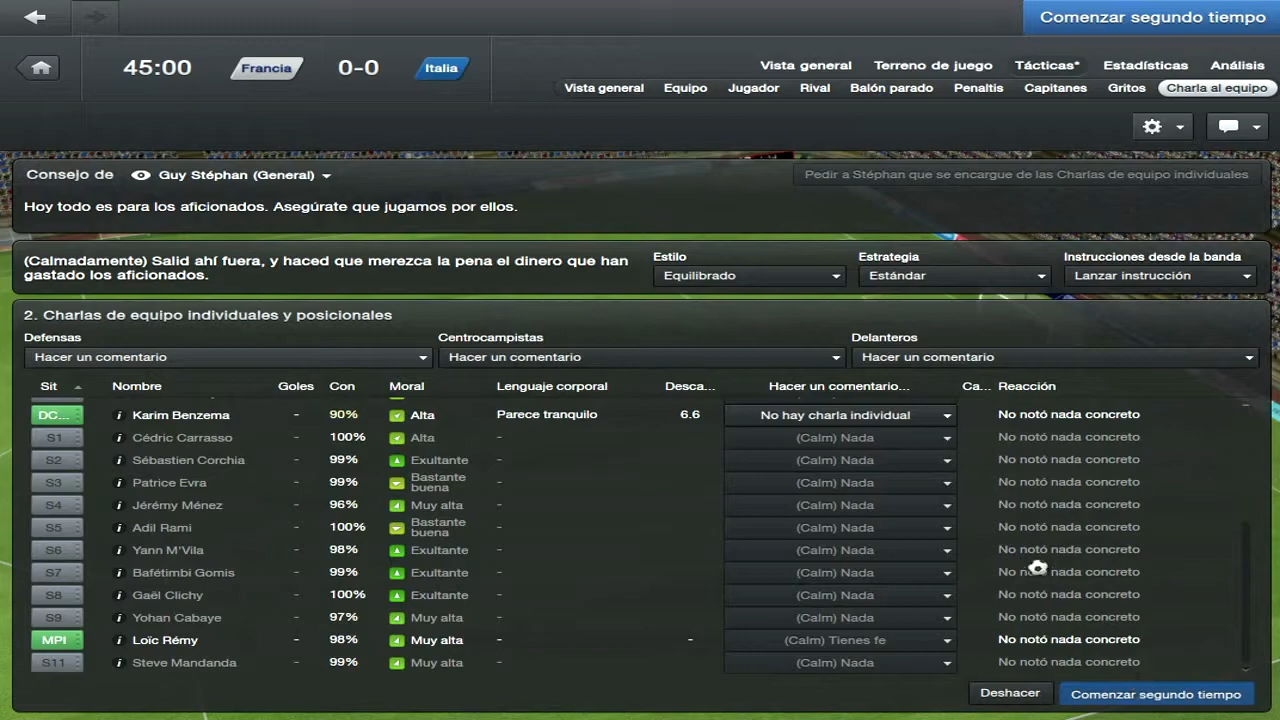 Comenzar segundo tiempo
45:00 Francia 0-0 Italia
Vista general Terreno de juego Tácticas* Estadísticas Análisis
Vista general Equipo Jugador Rival Balón parado Penaltis Capitanes Gritos Charla al equipo
Consejo de Guy Stéphan (General) Pedir a Stéphan que se encargue de las Charlas de equipo individuales
Hoy todo es para los aficionados. Asegúrate que jugamos por ellos.
(Calmadamente) Salid ahí fuera, y haced que merezca la pena el dinero que han
gastado los aficionados.
Estilo Estrategia Instrucciones desde la banda
Equilibrado Estándar Lanzar instrucción
2. Charlas de equipo individuales y posicionales
Defensas Centrocampistas Delanteros
Hacer un comentario Hacer un comentario Hacer un comentario
Sit Nombre Goles Con Moral Lenguaje corporal Desca... Hacer un comentario... Ca... Reacción
DC... i Karim Benzema - 90% Alta Parece tranquilo 6.6 No hay charla individual No notó nada concreto
S1 i Cédric Carrasso - 100% Alta - (Calm) Nada No notó nada concreto
S2 i Sébastien Corchia - 99% Exultante - (Calm) Nada No notó nada concreto
S3 i Patrice Evra - 99% Bastante buena - (Calm) Nada No notó nada concreto
S4 i Jérémy Ménez - 96% Muy alta - (Calm) Nada No notó nada concreto
S5 i Adil Rami - 100% Bastante buena - (Calm) Nada No notó nada concreto
S6 i Yann M'Vila - 98% Exultante - (Calm) Nada No notó nada concreto
S7 i Bafétimbi Gomis - 99% Exultante - (Calm) Nada No notó nada concreto
S8 i Gaël Clichy - 100% Exultante - (Calm) Nada No notó nada concreto
S9 i Yohan Cabaye - 97% Muy alta - (Calm) Nada No notó nada concreto
MPI i Loïc Rémy - 98% Muy alta - (Calm) Tienes fe No notó nada concreto
S11 i Steve Mandanda - 99% Muy alta - (Calm) Nada No notó nada concreto
Deshacer Comenzar segundo tiempo